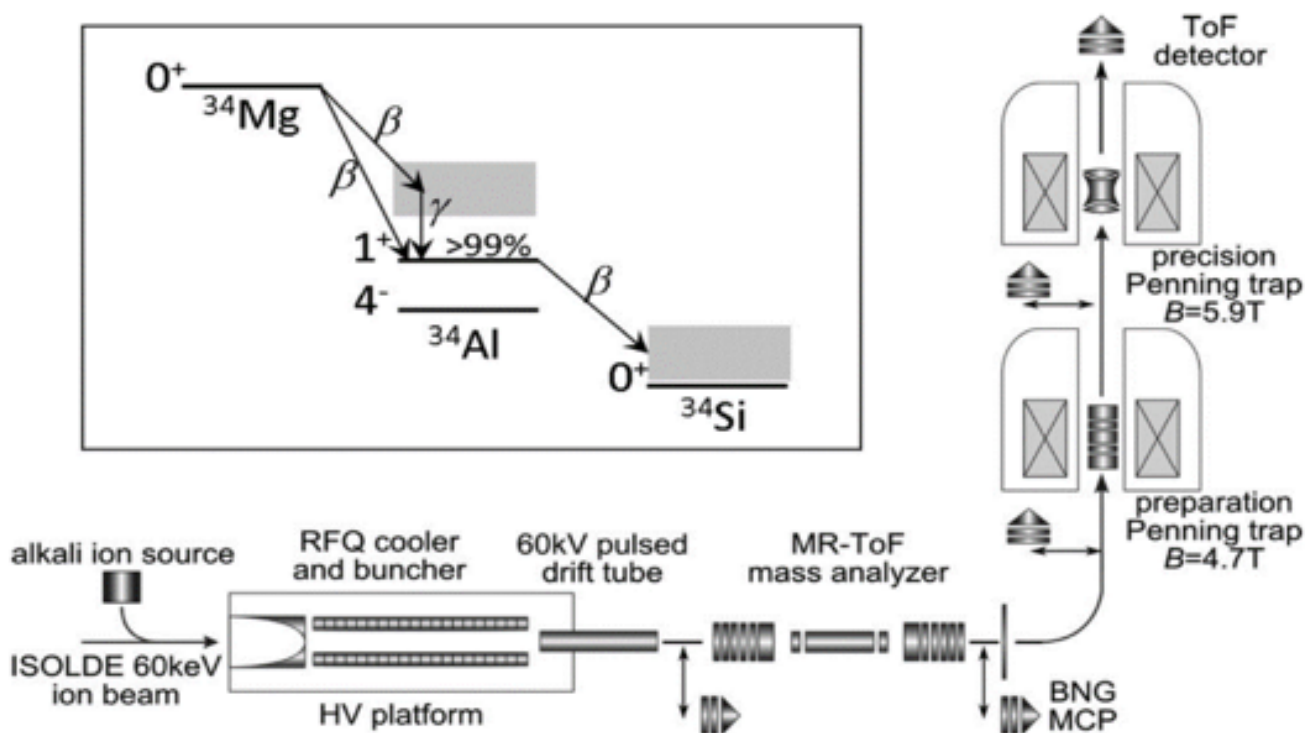 0⁺
³⁴Mg
β
β
γ
1⁺ >99%
β
4⁻
³⁴Al
0⁺
³⁴Si
ToF
detector
precision
Penning trap
B=5.9T
preparation
Penning trap
B=4.7T
alkali ion source
RFQ cooler
and buncher
60kV pulsed
drift tube
MR-ToF
mass analyzer
ISOLDE 60keV
ion beam
HV platform
BNG
MCP